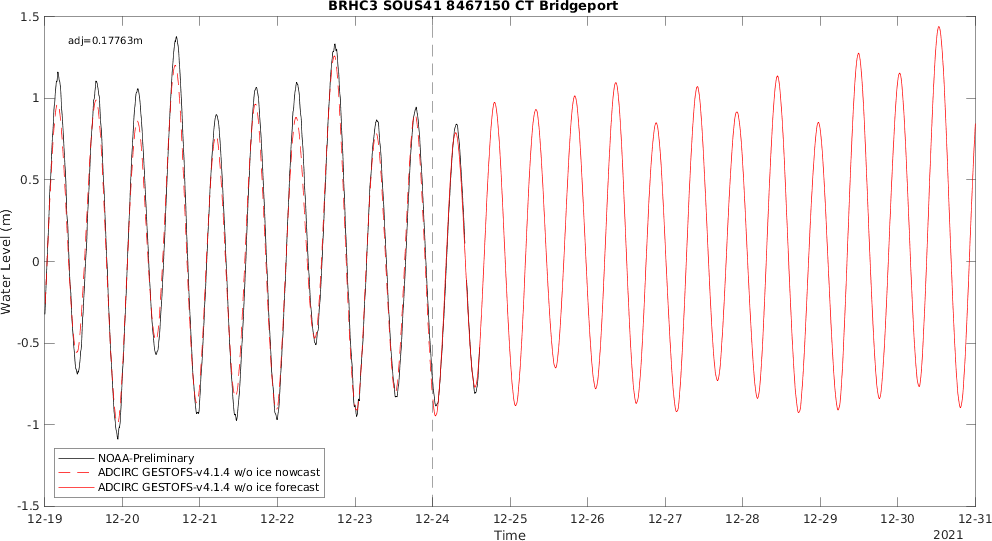 BRHC3 SOUS41 8467150 CT Bridgeport
adj=0.17763m
1.5
1
0.5
0
-0.5
-1
-1.5
Water Level (m)
NOAA-Preliminary
ADCIRC GESTOFS-v4.1.4 w/o ice nowcast
ADCIRC GESTOFS-v4.1.4 w/o ice forecast
12-19 12-20 12-21 12-22 12-23 12-24 12-25 12-26 12-27 12-28 12-29 12-30 12-31
Time
2021